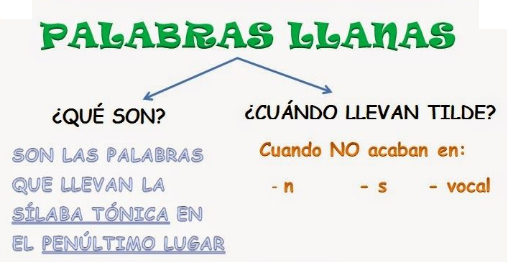 PALABRAS LLANAS
¿QUÉ SON?
SON LAS PALABRAS
QUE LLEVAN LA
SÍLABA TÓNICA EN
EL PENÚLTIMO LUGAR
¿CUÁNDO LLEVAN TILDE?
Cuando NO acaban en:
- n - s - vocal